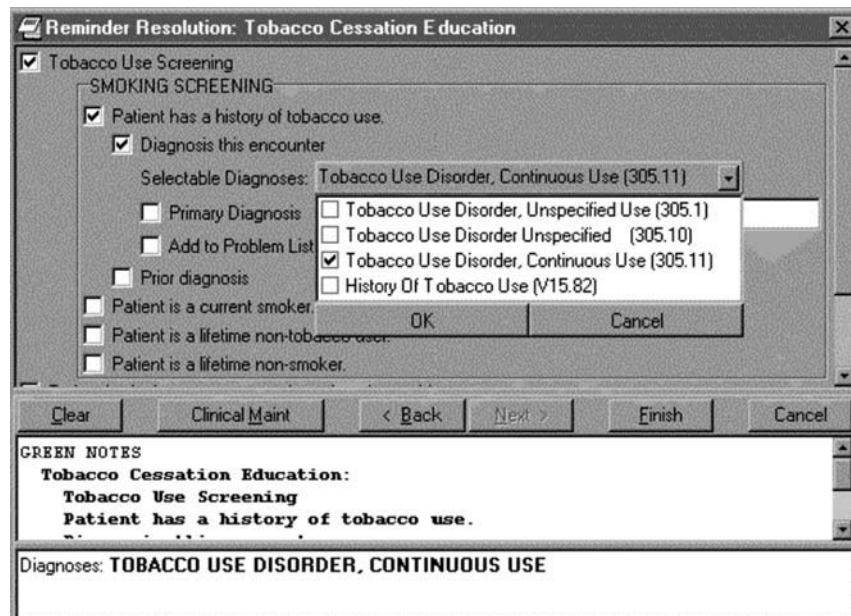 Reminder Resolution: Tobacco Cessation Education
Tobacco Use Screening
SMOKING SCREENING
Patient has a history of tobacco use.
Diagnosis this encounter
Selectable Diagnoses: Tobacco Use Disorder, Continuous Use (305.11)
Primary Diagnosis
Tobacco Use Disorder, Unspecified Use (305.1)
Add to Problem List
Tobacco Use Disorder Unspecified (305.10)
Tobacco Use Disorder, Continuous Use (305.11)
Prior diagnosis
History Of Tobacco Use (V15.82)
Patient is a current smoker.
OK Cancel
Patient is a lifetime non-tobacco user.
Patient is a lifetime non-smoker.
Clear Clinical Maint < Back Next > Finish Cancel
GREEN NOTES
Tobacco Cessation Education:
Tobacco Use Screening
Patient has a history of tobacco use.
Diagnoses: TOBACCO USE DISORDER, CONTINUOUS USE